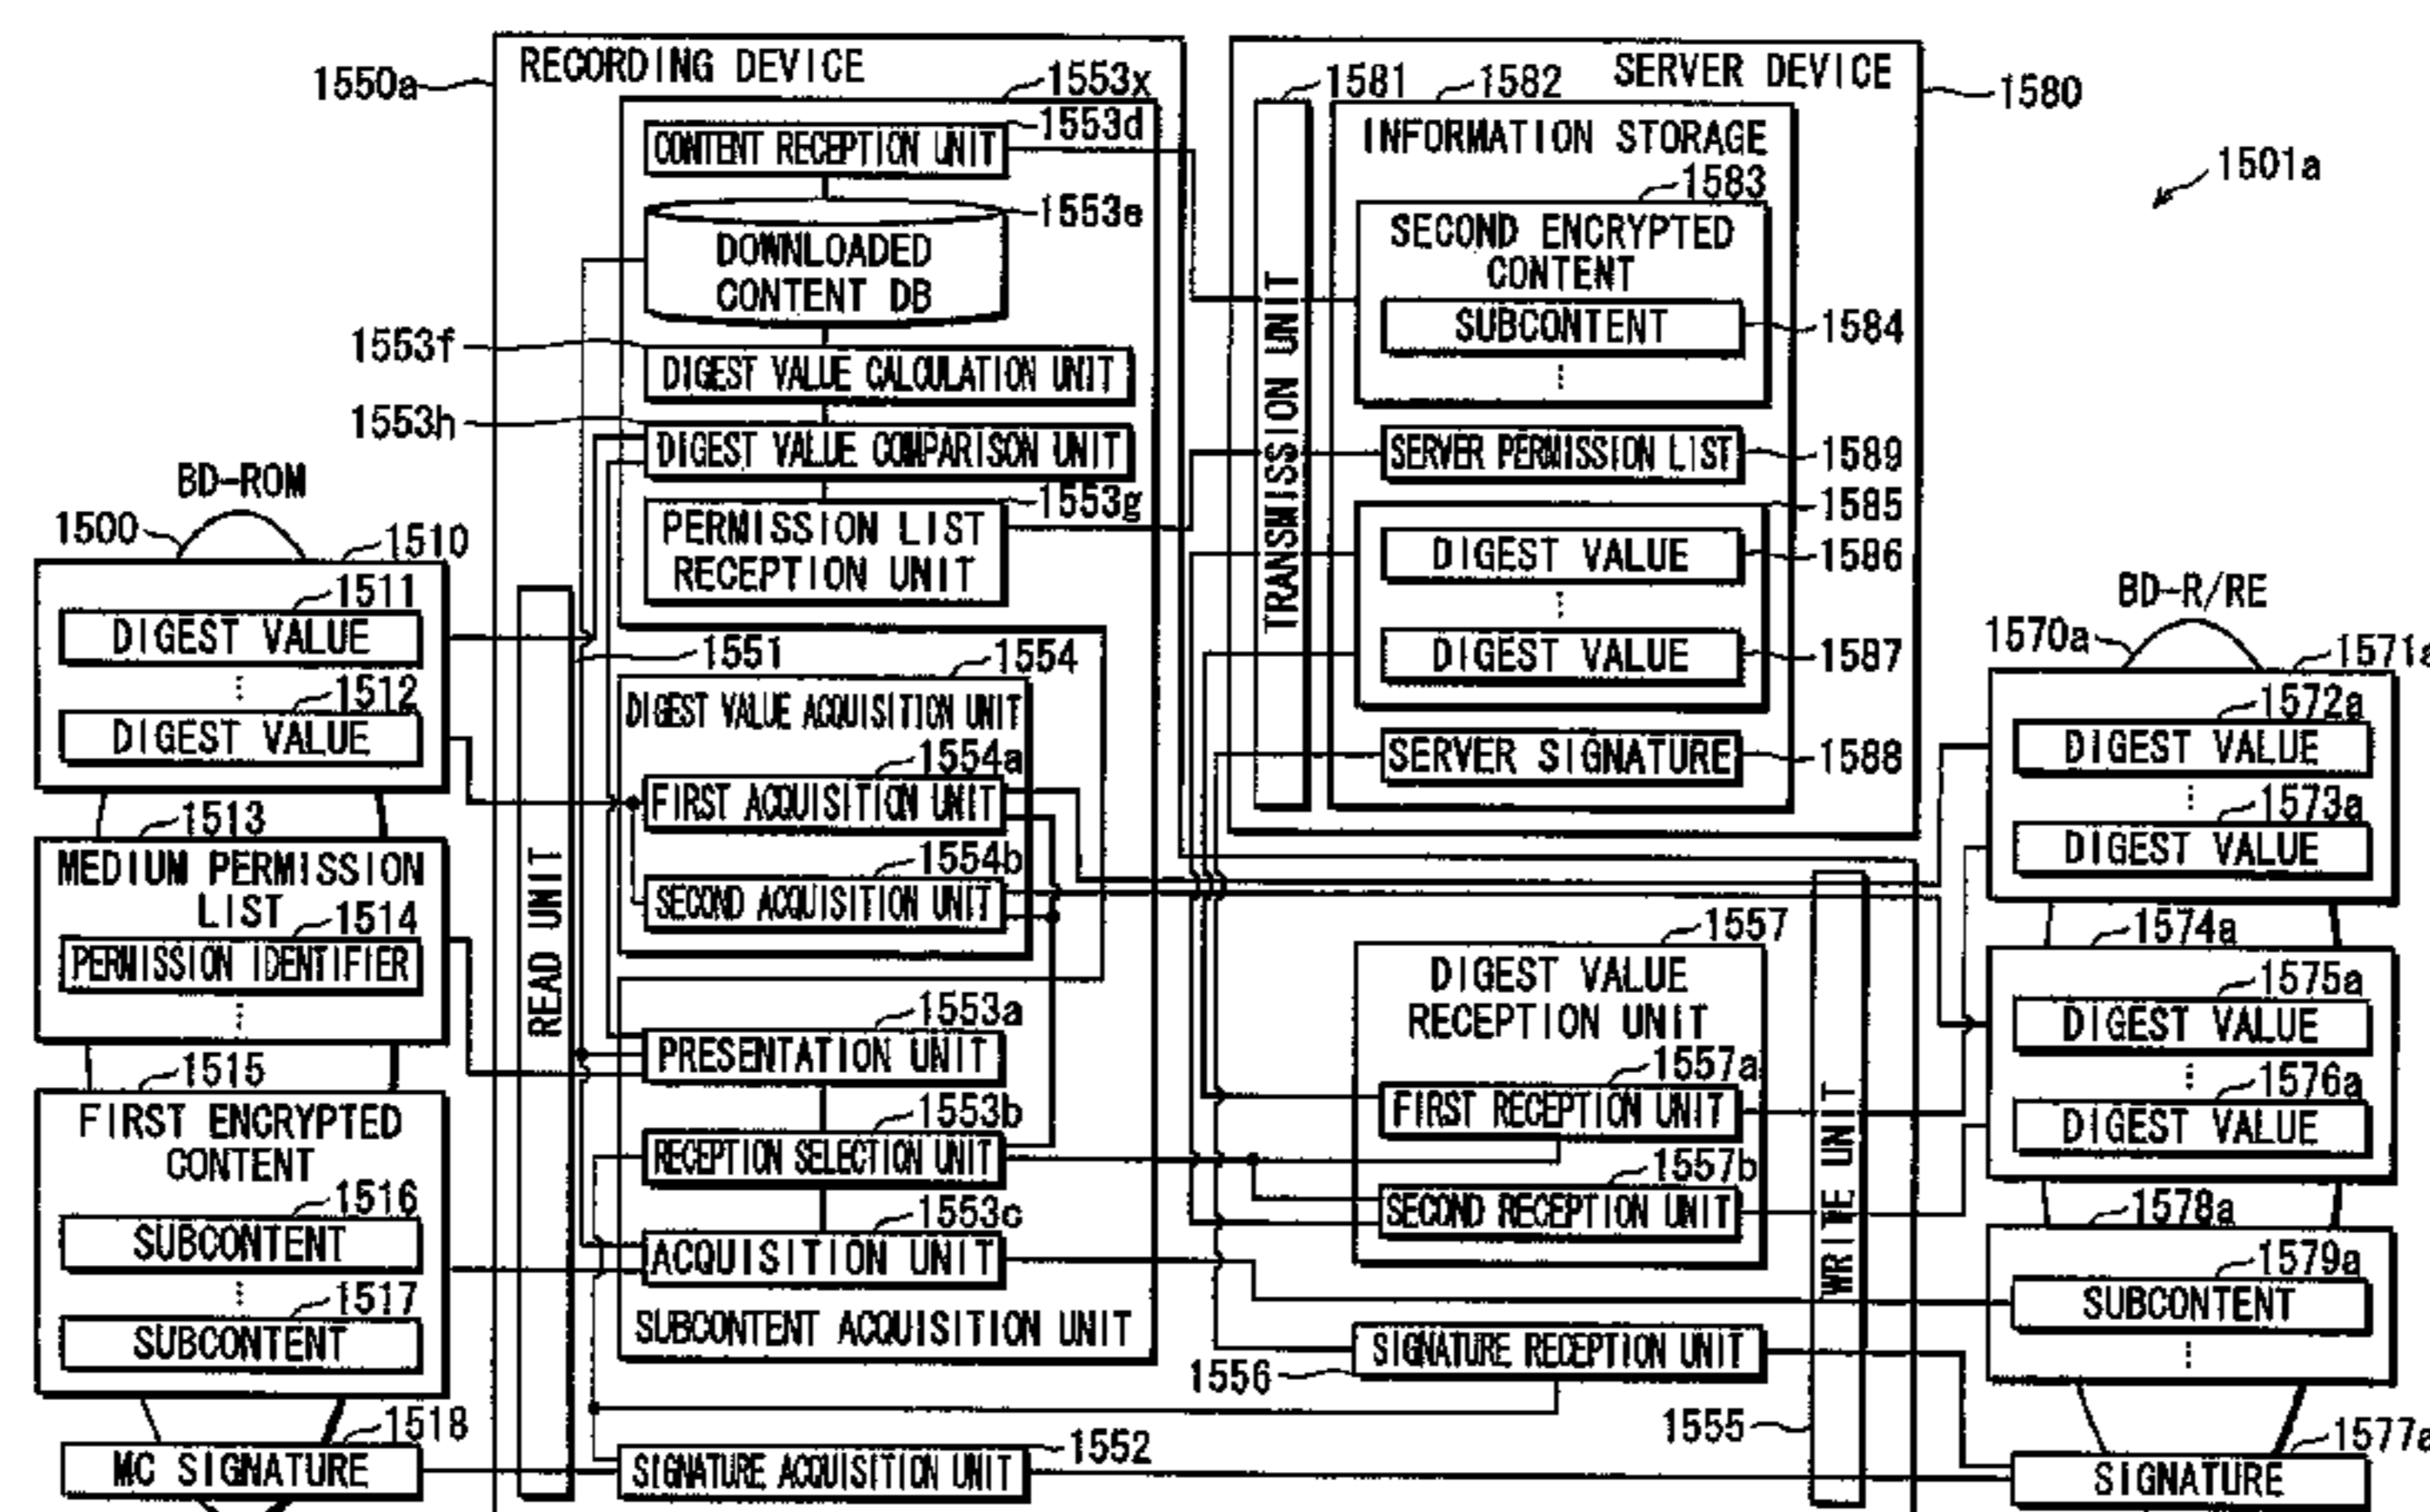 1550a
RECORDING DEVICE
1553x
1553d
CONTENT RECEPTION UNIT
1553e
DOWNLOADED
CONTENT DB
1553f
DIGEST VALUE CALCULATION UNIT
1553h
DIGEST VALUE COMPARISON UNIT
1553g
PERMISSION LIST
RECEPTION UNIT
1551
READ UNIT
1554
DIGEST VALUE ACQUISITION UNIT
1554a
FIRST ACQUISITION UNIT
1554b
SECOND ACQUISITION UNIT
1553a
PRESENTATION UNIT
1553b
RECEPTION SELECTION UNIT
1553c
ACQUISITION UNIT
SUBCONTENT ACQUISITION UNIT
1552
SIGNATURE ACQUISITION UNIT
SERVER DEVICE
1580
1581
TRANSMISSION UNIT
1582
INFORMATION STORAGE
1583
SECOND ENCRYPTED
CONTENT
SUBCONTENT
1584
SERVER PERMISSION LIST
1589
1585
DIGEST VALUE
1586
DIGEST VALUE
1587
SERVER SIGNATURE
1588
1501a
1557
DIGEST VALUE
RECEPTION UNIT
1557a
FIRST RECEPTION UNIT
1557b
SECOND RECEPTION UNIT
SIGNATURE RECEPTION UNIT
1556
WRITE UNIT
1555
BD-ROM
1500
1510
1511
DIGEST VALUE
1512
DIGEST VALUE
1513
MEDIUM PERMISSION
LIST
1514
PERMISSION IDENTIFIER
1515
FIRST ENCRYPTED
CONTENT
1516
SUBCONTENT
1517
SUBCONTENT
1518
MC SIGNATURE
BD-R/RE
1570a
1571a
1572a
DIGEST VALUE
1573a
DIGEST VALUE
1574a
1575a
DIGEST VALUE
1576a
DIGEST VALUE
1578a
1579a
SUBCONTENT
1577a
SIGNATURE